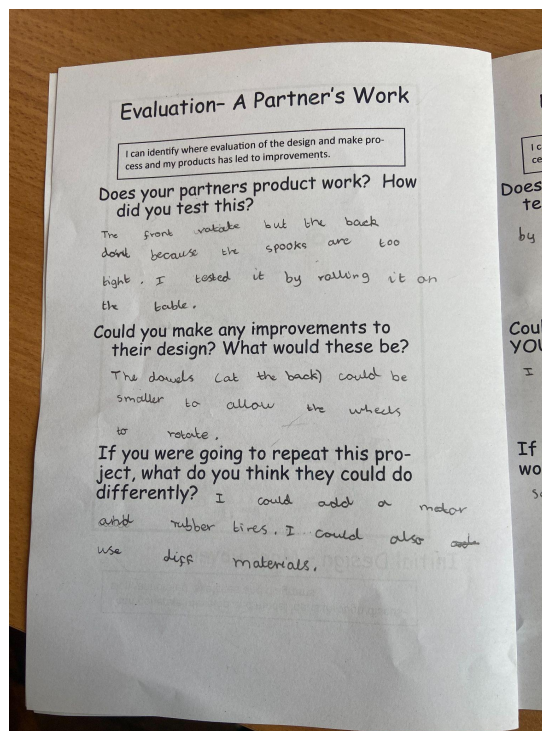 Evaluation– A Partner's Work
I can identify where evaluation of the design and make pro-
cess and my products has led to improvements.
Does your partners product work? How
did you test this?
The front rotate but the back
dont because the spooks are too
tight. I tested it by rolling it on
the table.
Could you make any improvements to
their design? What would these be?
The dowels (at the back) could be
smaller to allow the wheels
to rotate.
If you were going to repeat this pro-
ject, what do you think they could do
differently? I could add a motor
and rubber tires. I could also
use diff materials.
I c
ce
Does
te
by
Coul
YOU
I
If
wo